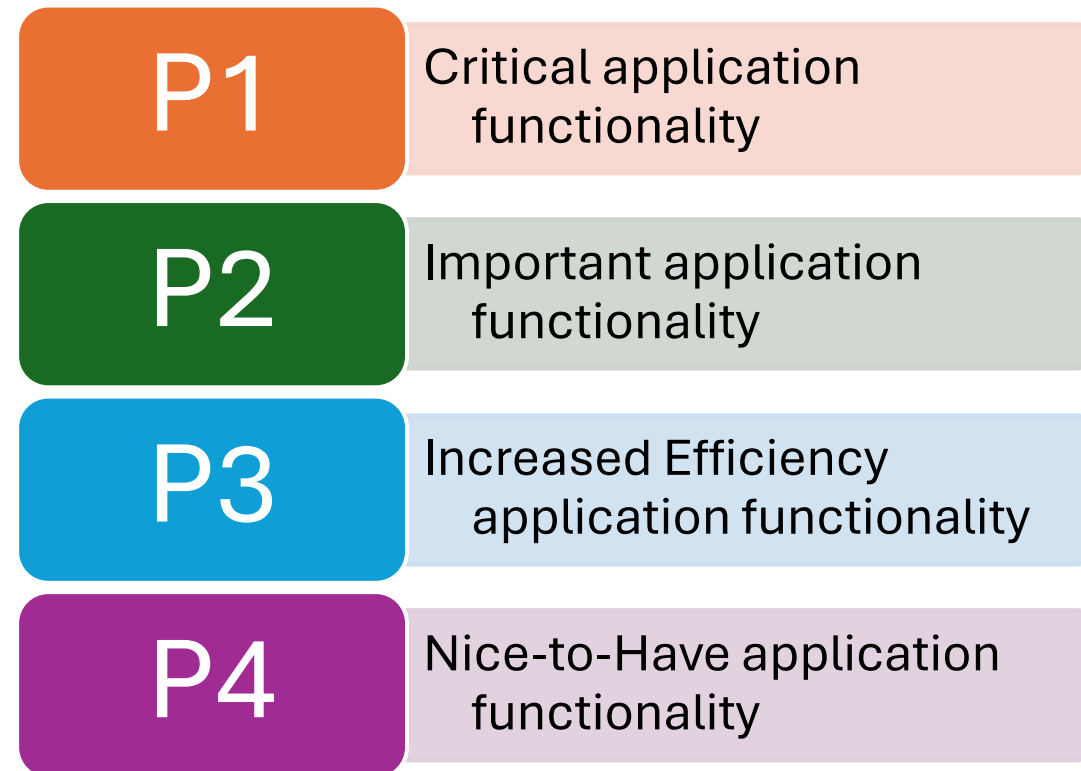 P1
Critical application
functionality
P2
Important application
functionality
P3
Increased Efficiency
application functionality
P4
Nice-to-Have application
functionality